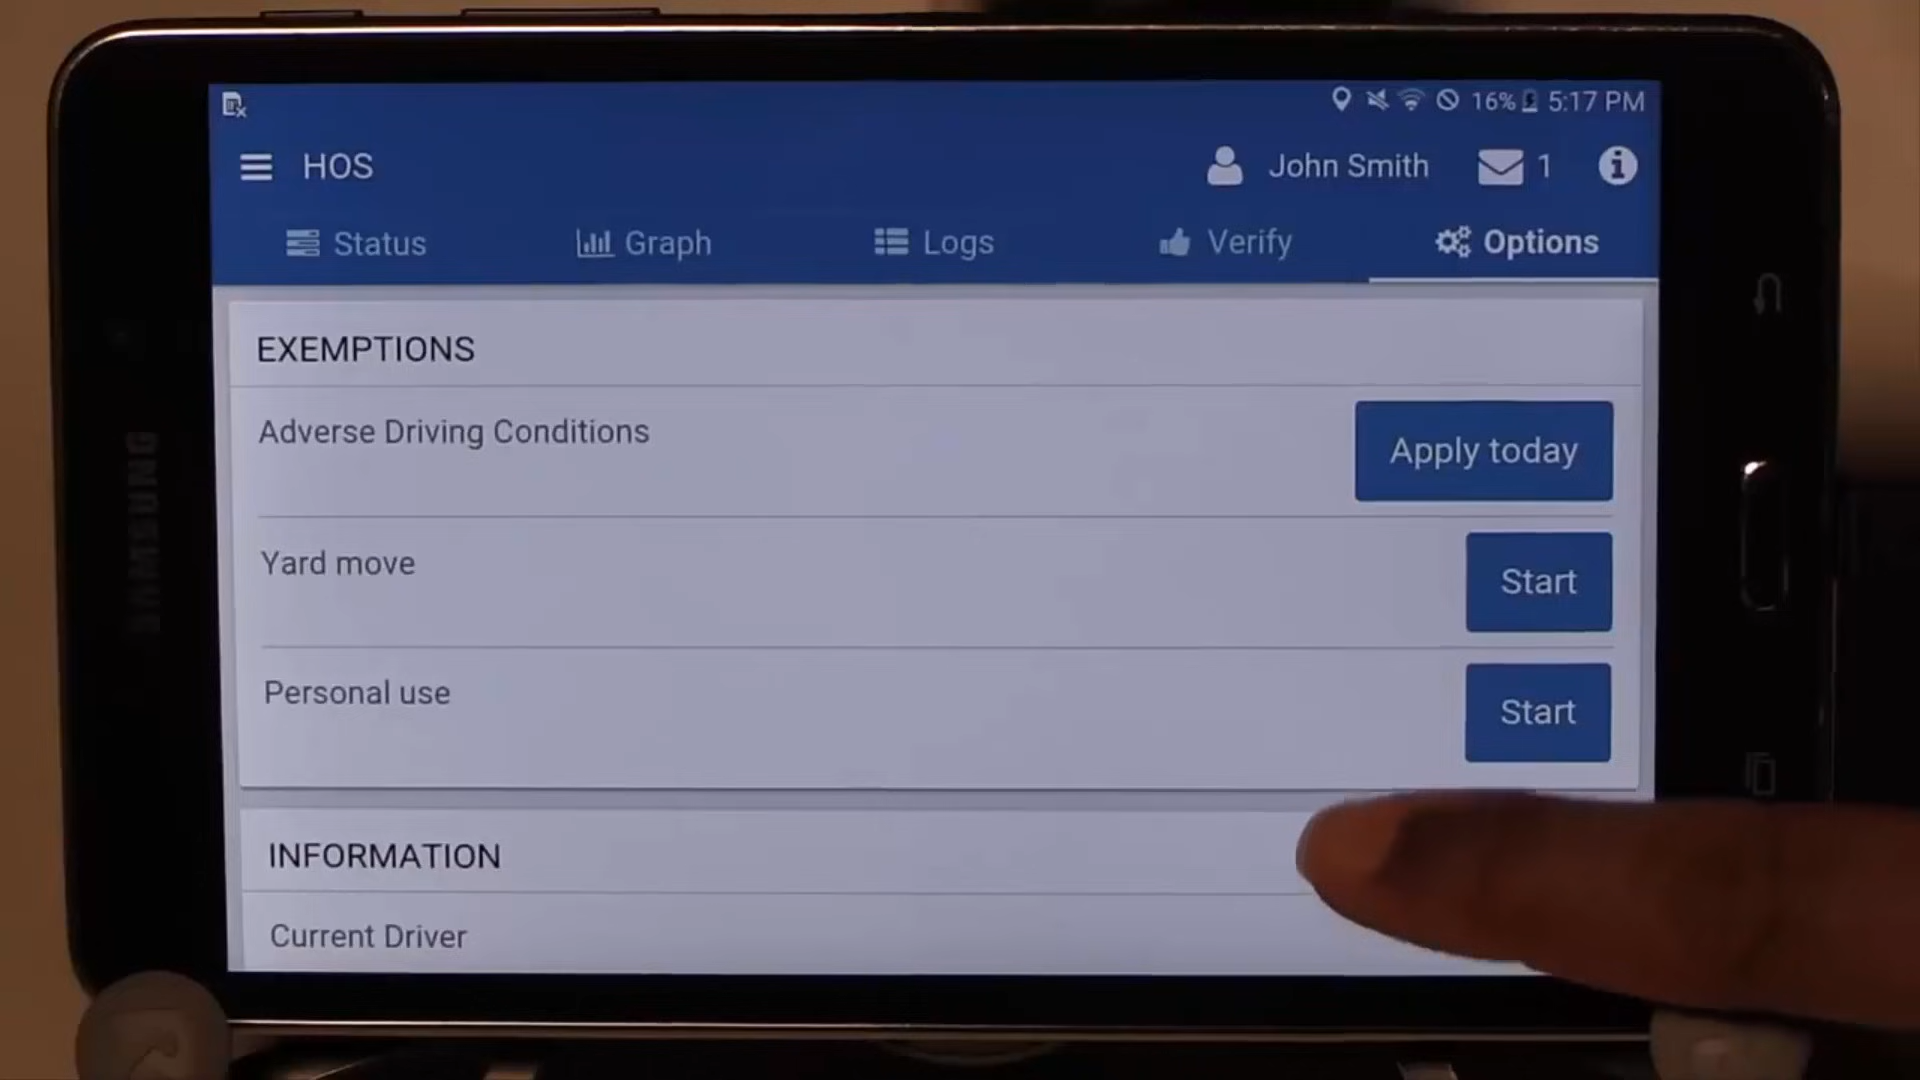 16% 5:17 PM
HOS John Smith 1
Status Graph Logs Verify Options
EXEMPTIONS
Adverse Driving Conditions Apply today
Yard move Start
Personal use Start
INFORMATION
Current Driver
SAMSUNG